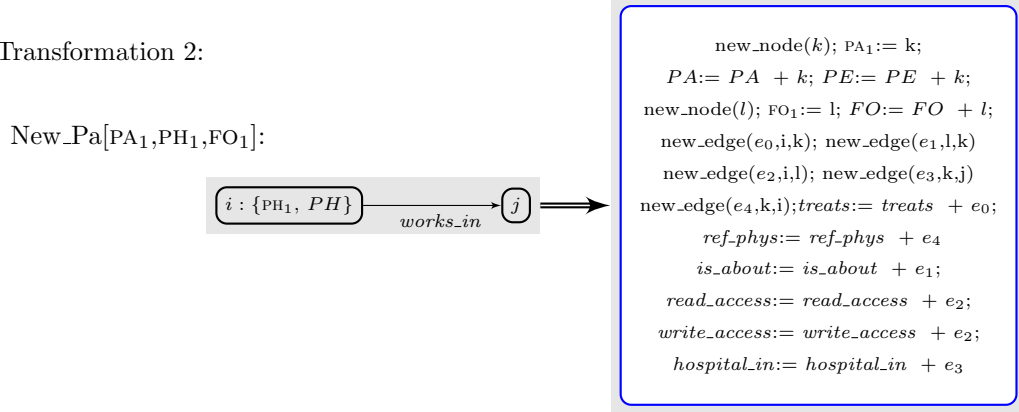 Transformation 2:
New_Pa[PA₁,PH₁,FO₁]:
i : {PH₁, PH}
works_in
j
new_node(k); PA₁:= k;
PA:= PA + k; PE:= PE + k;
new_node(l); FO₁:= l; FO:= FO + l;
new_edge(e₀,i,k); new_edge(e₁,l,k)
new_edge(e₂,i,l); new_edge(e₃,k,j)
new_edge(e₄,k,i);treats:= treats + e₀;
ref_phys:= ref_phys + e₄
is_about:= is_about + e₁;
read_access:= read_access + e₂;
write_access:= write_access + e₂;
hospital_in:= hospital_in + e₃